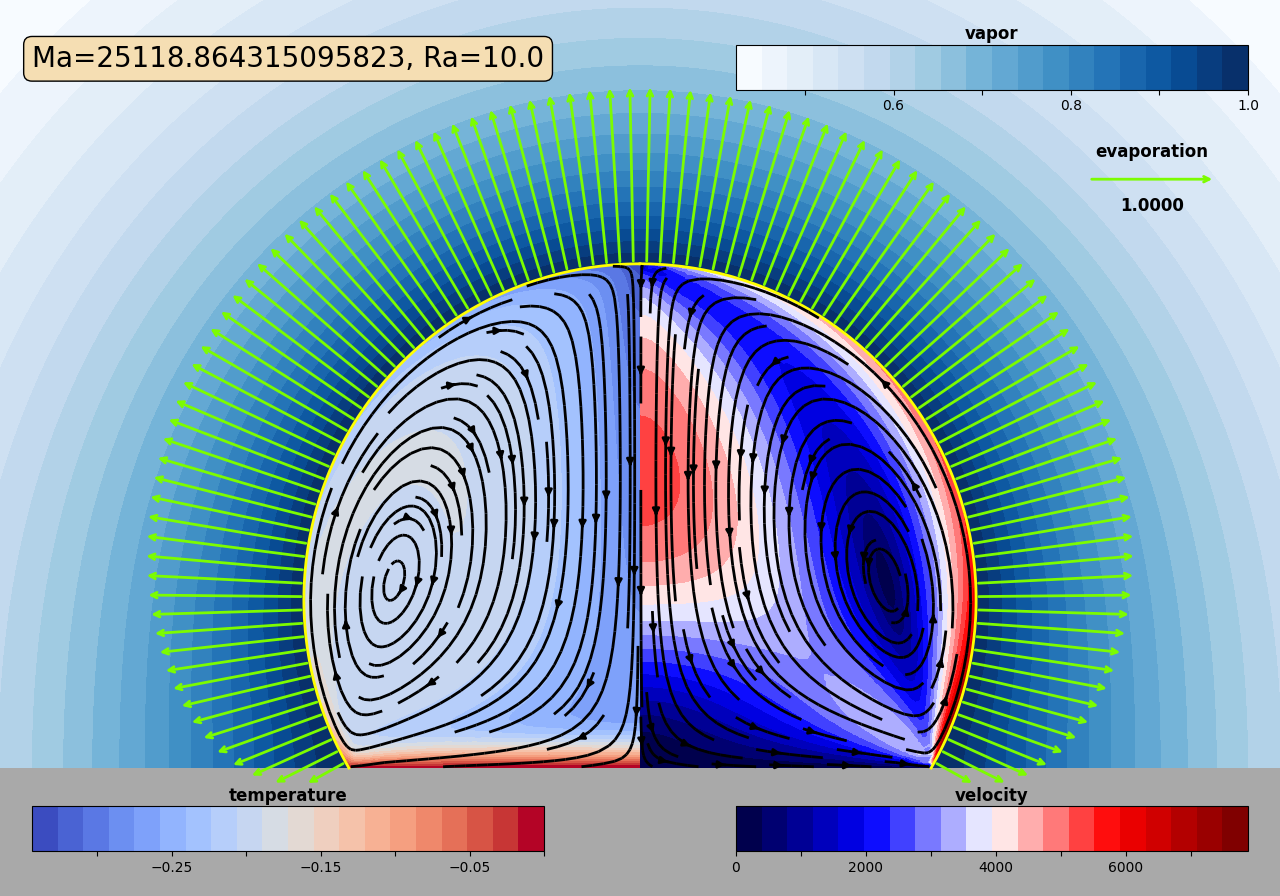 Ma=25118.864315095823, Ra=10.0
vapor
0.6 0.8 1.0
evaporation
1.0000
temperature
−0.25 −0.15 −0.05
velocity
0 2000 4000 6000